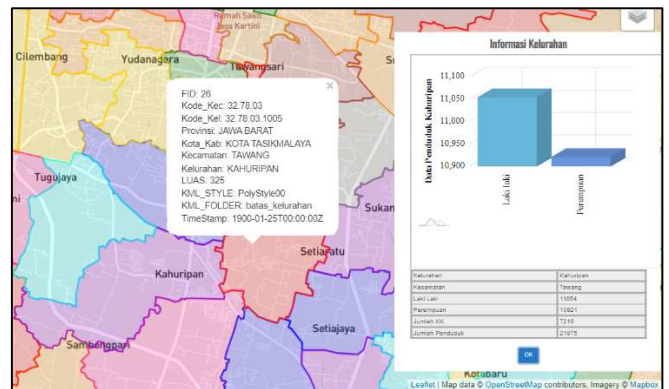 Rumah Sakit
Jasa Kartini
Cilembang
Yudanagara
Tawangsari
Tugujaya
Kahuripan
Setiaratu
Setiajaya
Sambongpari
Kotabaru
FID: 26
Kode_Kec: 32.78.03
Kode_Kel: 32.78.03.1005
Provinsi: JAWA BARAT
Kota_Kab: KOTA TASIKMALAYA
Kecamatan: TAWANG
Kelurahan: KAHURIPAN
LUAS: 325
KML_STYLE: PolyStyle00
KML_FOLDER: batas_kelurahan
TimeStamp: 1900-01-25T00:00:00Z
Informasi Kelurahan
Data Penduduk Kahuripan
11,100
11,050
11,000
10,950
10,900
Laki laki
Perempuan
Kelurahan Kahuripan
Kecamatan Tawang
Laki Laki 11054
Perempuan 10921
Jumlah KK 7210
Jumlah Penduduk 21975
OK
Leaflet | Map data © OpenStreetMap contributors, Imagery © Mapbox